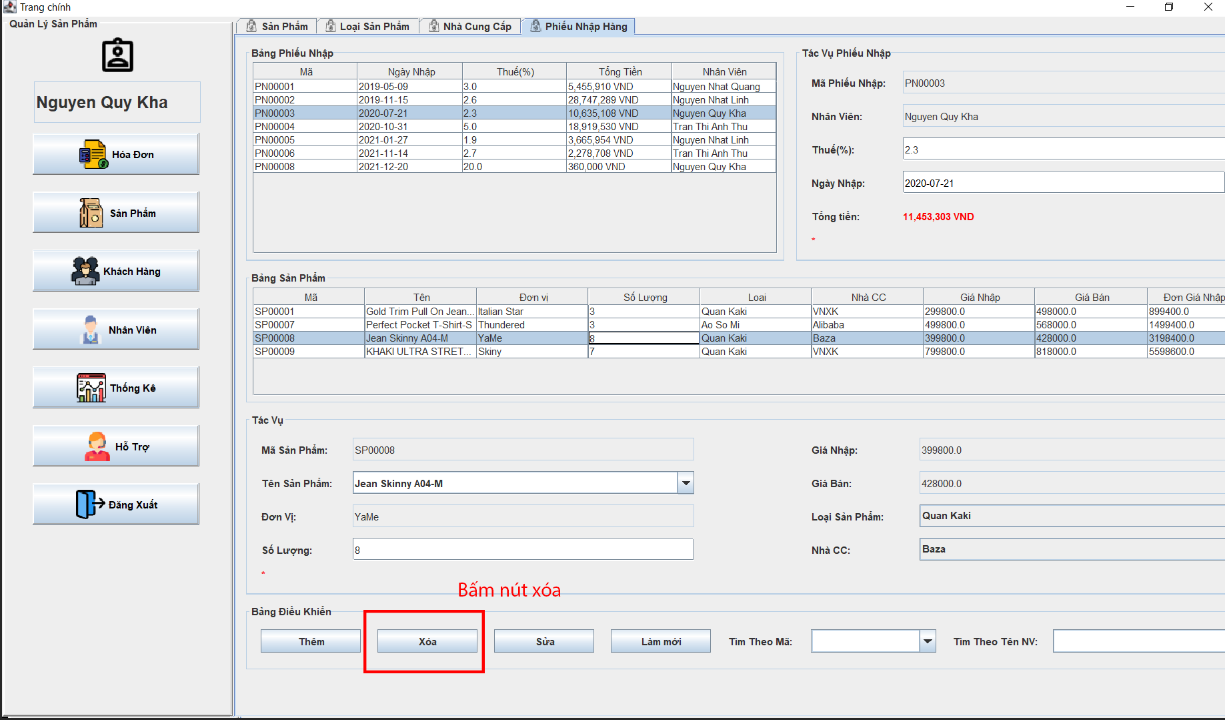 Trang chính
Quản Lý Sản Phẩm
Nguyen Quy Kha
Hóa Đơn
Sản Phẩm
Khách Hàng
Nhân Viên
Thống Kê
Hỗ Trợ
Đăng Xuất
Sản Phẩm Loại Sản Phẩm Nhà Cung Cấp Phiếu Nhập Hàng
Bảng Phiếu Nhập
Mã Ngày Nhập Thuế(%) Tổng Tiền Nhân Viên
PN00001 2019-05-09 3.0 5,455,910 VND Nguyen Nhat Quang
PN00002 2019-11-15 2.6 28,747,289 VND Nguyen Nhat Linh
PN00003 2020-07-21 2.3 10,635,108 VND Nguyen Quy Kha
PN00004 2020-10-31 5.0 18,919,530 VND Tran Thi Anh Thu
PN00005 2021-01-27 1.9 3,665,954 VND Nguyen Nhat Linh
PN00006 2021-11-14 2.7 2,278,708 VND Tran Thi Anh Thu
PN00008 2021-12-20 20.0 360,000 VND Nguyen Quy Kha
Tác Vụ Phiếu Nhập
Mã Phiếu Nhập: PN00003
Nhân Viên: Nguyen Quy Kha
Thuế(%): 2.3
Ngày Nhập: 2020-07-21
Tổng tiền: 11,453,303 VND
*
Bảng Sản Phẩm
Mã Tên Đơn vị Số Lượng Loại Nhà CC Giá Nhập Giá Bán Đơn Giá Nhập
SP00001 Gold Trim Pull On Jean... Italian Star 3 Quan Kaki VNXK 299800.0 498000.0 899400.0
SP00007 Perfect Pocket T-Shirt-S Thundered 3 Ao So Mi Alibaba 499800.0 568000.0 1499400.0
SP00008 Jean Skinny A04-M YaMe 8 Quan Kaki Baza 399800.0 428000.0 3198400.0
SP00009 KHAKI ULTRA STRET... Skiny 7 Quan Kaki VNXK 799800.0 818000.0 5598600.0
Tác Vụ
Mã Sản Phẩm: SP00008
Tên Sản Phẩm: Jean Skinny A04-M
Đơn Vị: YaMe
Số Lượng: 8
*
Giá Nhập: 399800.0
Giá Bán: 428000.0
Loại Sản Phẩm: Quan Kaki
Nhà CC: Baza
Bấm nút xóa
Bảng Điều Khiển
Thêm Xóa Sửa Làm mới Tìm Theo Mã: Tìm Theo Tên NV: